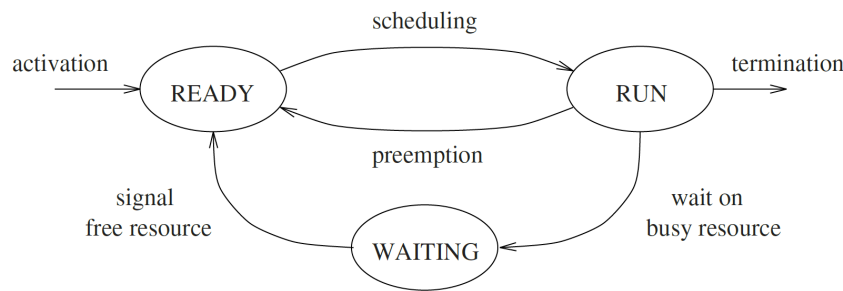 scheduling
activation
READY
RUN
termination
preemption
signal
free resource
wait on
busy resource
WAITING